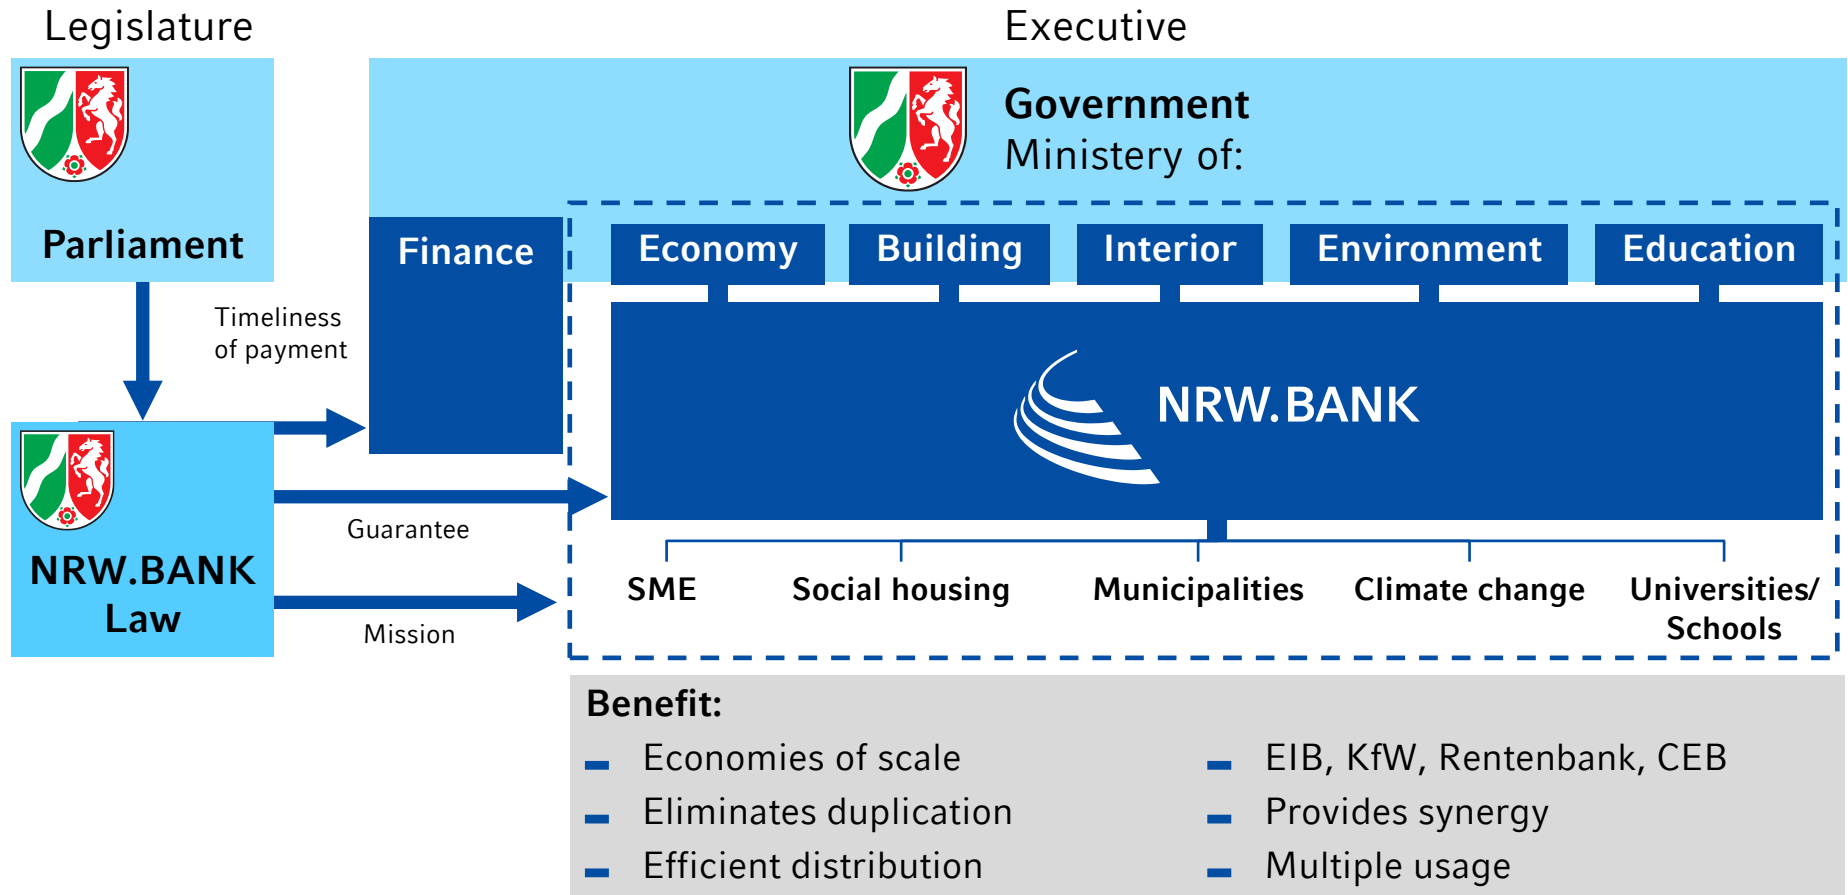 Legislature
Executive
Parliament
Government
Ministery of:
Finance
Economy
Building
Interior
Environment
Education
Timeliness
of payment
NRW.BANK
Guarantee
NRW.BANK
Law
Mission
SME
Social housing
Municipalities
Climate change
Universities/
Schools
Benefit:
Economies of scale
Eliminates duplication
Efficient distribution
EIB, KfW, Rentenbank, CEB
Provides synergy
Multiple usage